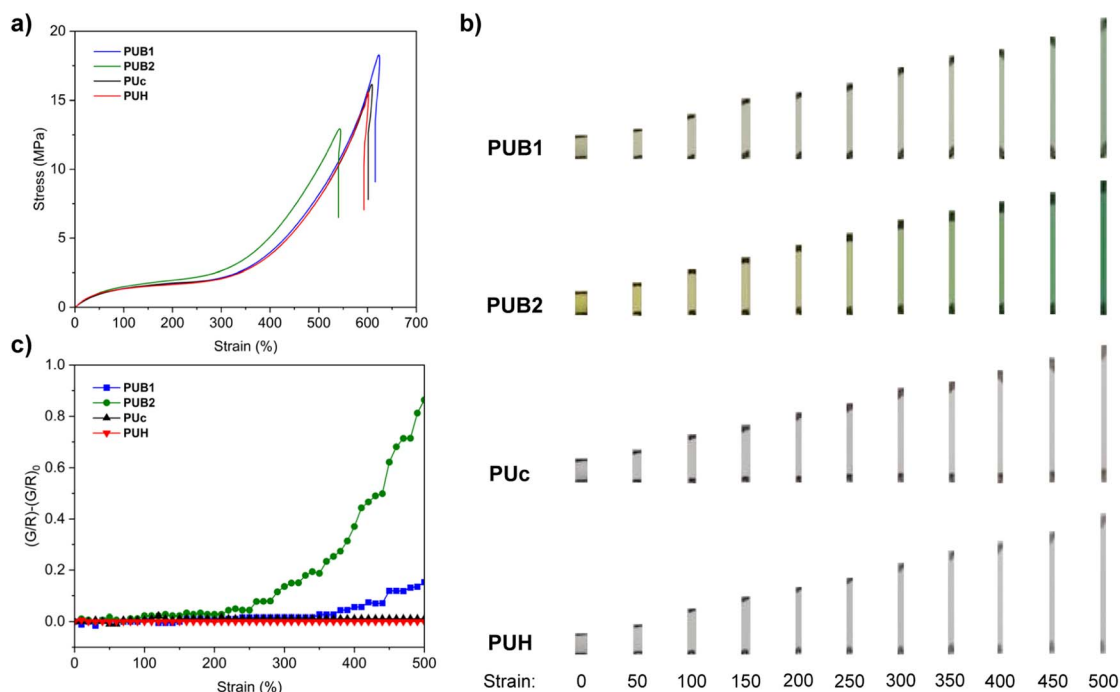 a)
20
15
10
5
0
Stress (MPa)
PUB1
PUB2
PUc
PUH
0 100 200 300 400 500 600 700
Strain (%)
b)
PUB1
PUB2
PUc
PUH
Strain: 0 50 100 150 200 250 300 350 400 450 500
c)
1.0
0.8
0.6
0.4
0.2
0.0
(G/R)-(G/R)0
PUB1
PUB2
PUc
PUH
0 100 200 300 400 500
Strain (%)